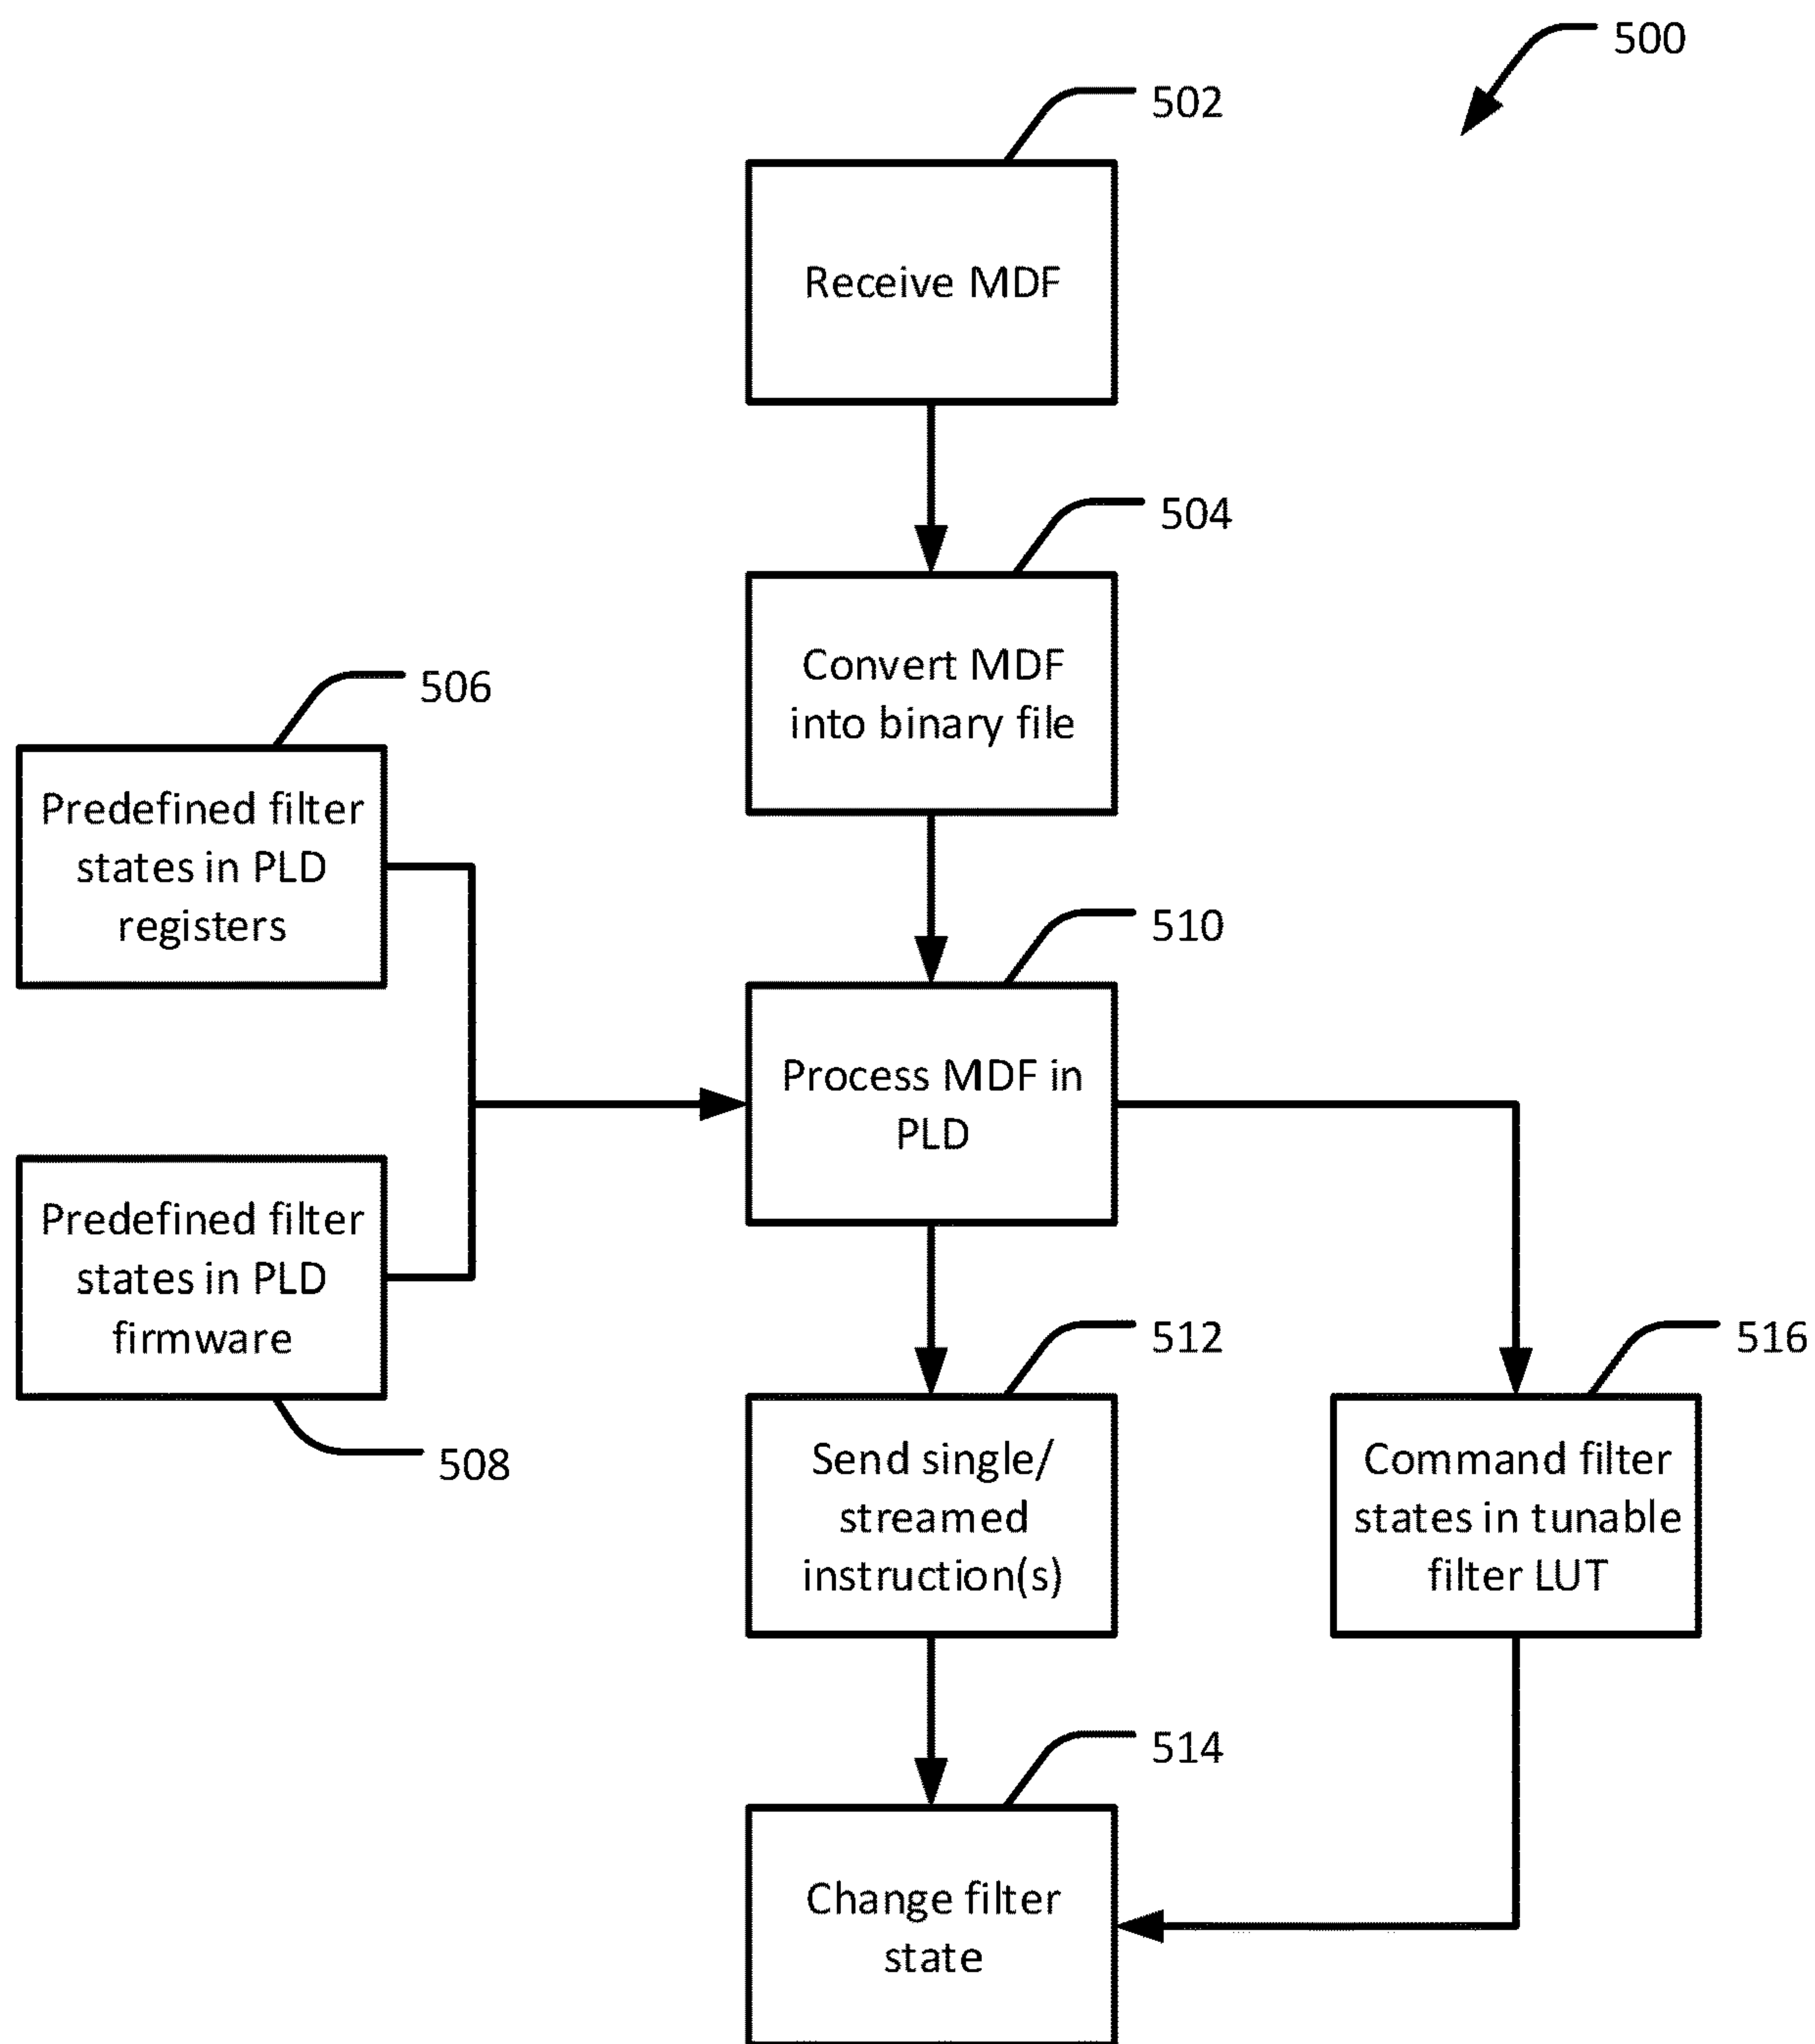 500
502
Receive MDF
504
Convert MDF
into binary file
506
Predefined filter
states in PLD
registers
510
Process MDF in
PLD
Predefined filter
states in PLD
firmware
508
512
Send single/
streamed
instruction(s)
516
Command filter
states in tunable
filter LUT
514
Change filter
state